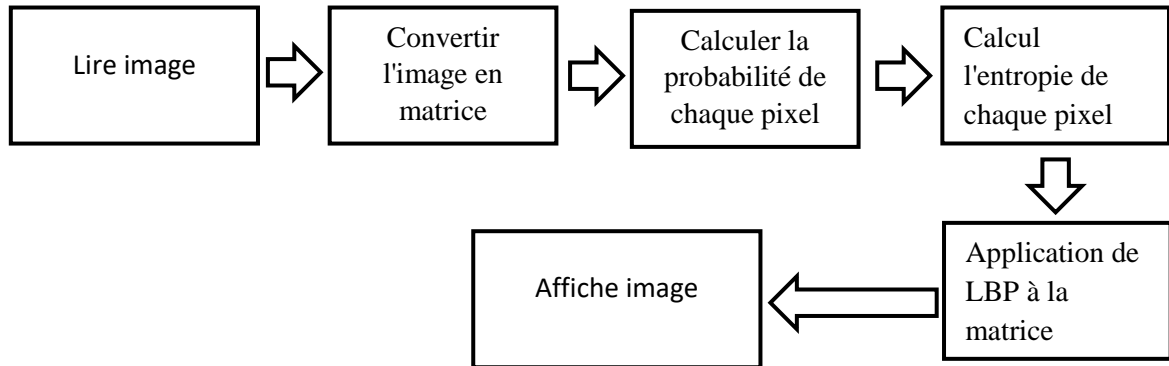 Lire image
Convertir
l'image en
matrice
Calculer la
probabilité de
chaque pixel
Calcul
l'entropie de
chaque pixel
Application de
LBP à la
matrice
Affiche image